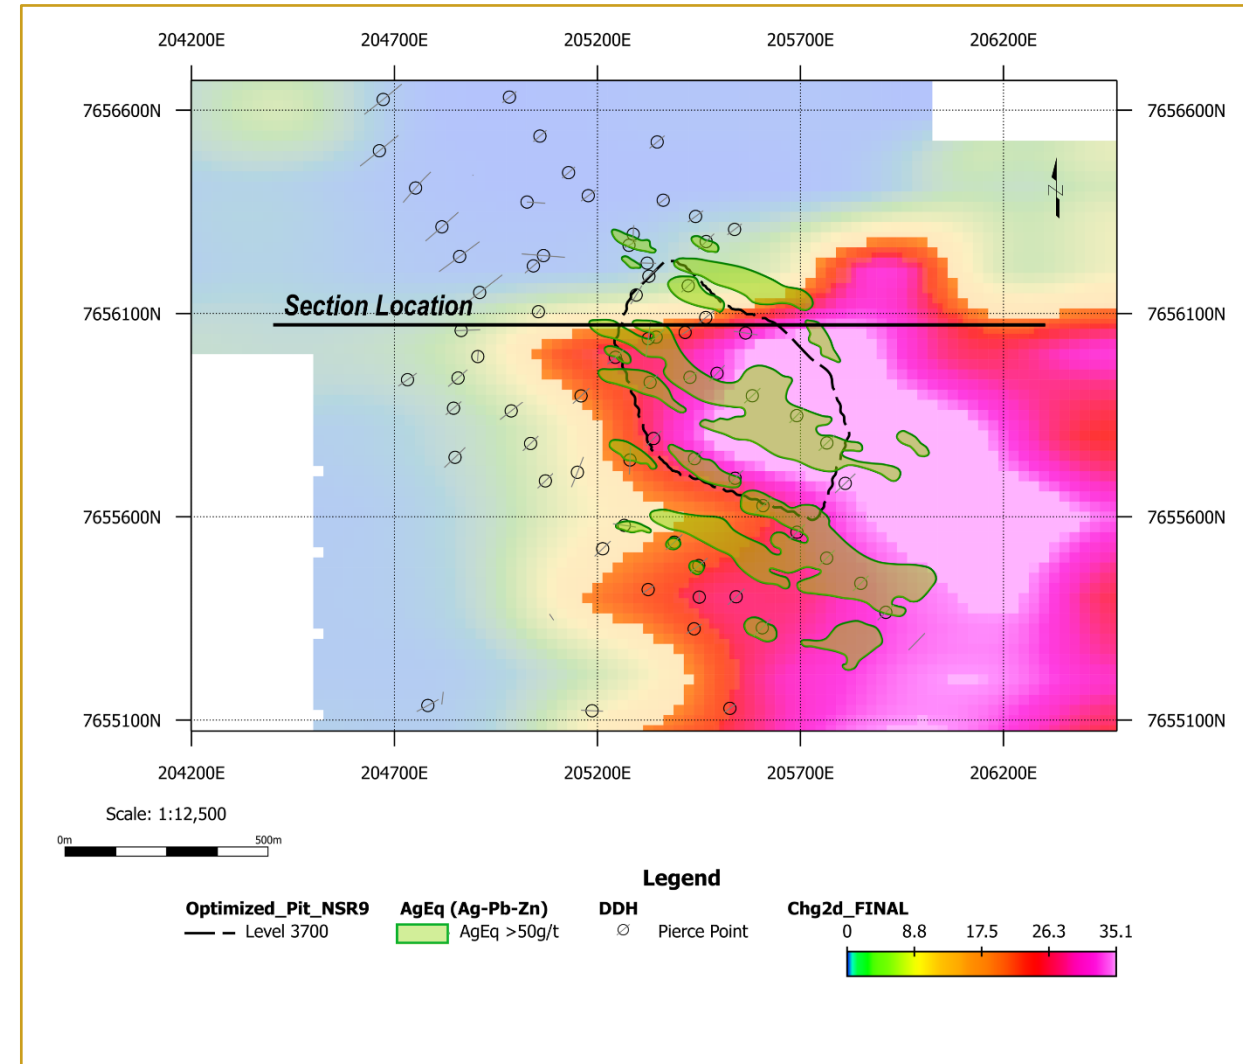 204200E 204700E 205200E 205700E 206200E
7656600N 7656600N
N
Section Location
7656100N 7656100N
7655600N 7655600N
7655100N 7655100N
204200E 204700E 205200E 205700E 206200E
Scale: 1:12,500
0m 500m
Legend
Optimized_Pit_NSR9 AgEq (Ag-Pb-Zn) DDH Chg2d_FINAL
Level 3700 AgEq >50g/t Pierce Point 0 8.8 17.5 26.3 35.1